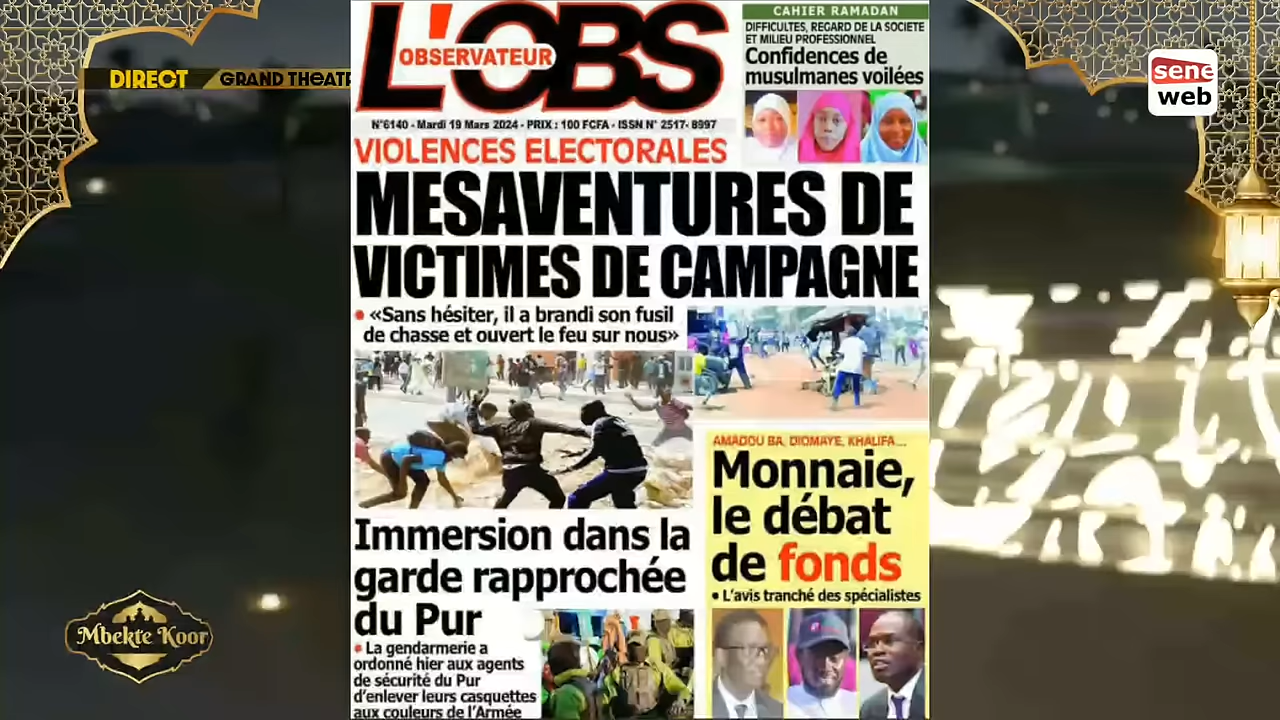 DIRECT
GRAND THEATR
sene
web
L'OBS
OBSERVATEUR
N°6140 - Mardi 19 Mars 2024 - PRIX : 100 FCFA - ISSN N° 2517- 8997
CAHIER RAMADAN
DIFFICULTES, REGARD DE LA SOCIETE
ET MILIEU PROFESSIONNEL
Confidences de
musulmanes voilées
VIOLENCES ELECTORALES
MESAVENTURES DE
VICTIMES DE CAMPAGNE
• «Sans hésiter, il a brandi son fusil
de chasse et ouvert le feu sur nous»
Immersion dans la
garde rapprochée
du Pur
• La gendarmerie a
ordonné hier aux agents
de sécurité du Pur
d'enlever leurs casquettes
aux couleurs de l'Armée
AMADOU BA, DIOMAYE, KHALIFA...
Monnaie,
le débat
de fonds
• L'avis tranché des spécialistes
Mbekte Koor